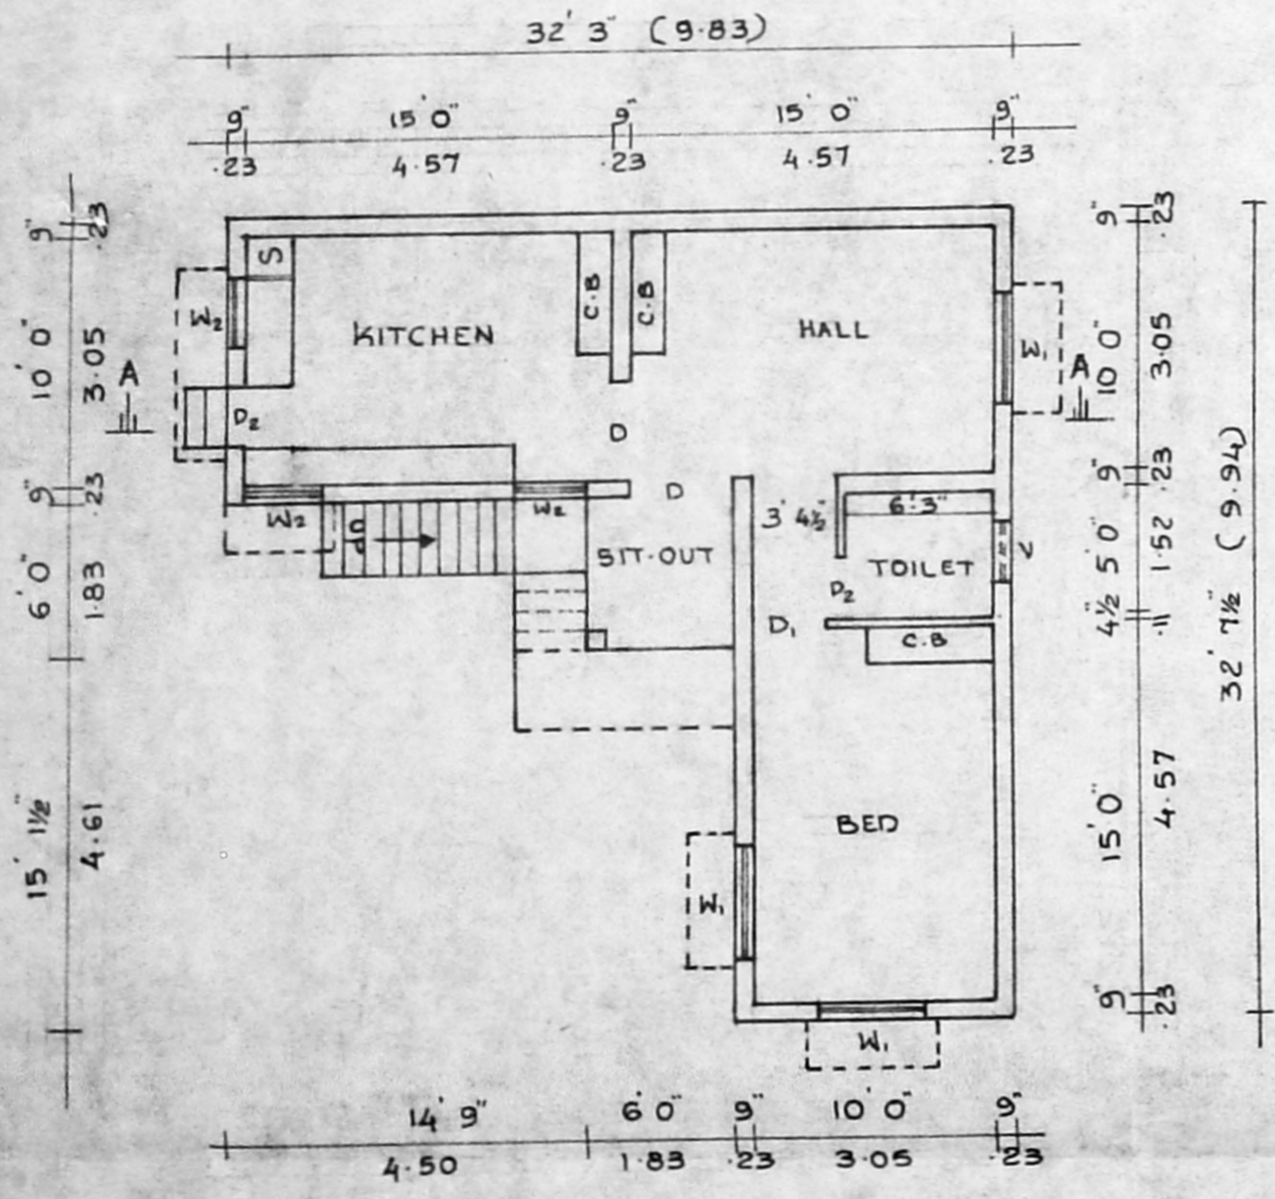 32' 3" (9.83)
9" 15' 0" 9" 15' 0" 9"
.23 4.57 .23 4.57 .23
9" .23
10' 0" 3.05
9" .23
6' 0" 1.83
15' 1½" 4.61
A
S
W2
KITCHEN
C.B
C.B
HALL
W1
A
D2
D
W2
UP
W2
D
SIT-OUT
3' 4½"
6'.3"
TOILET
V
D2
D1
C.B
BED
W1
W1
9" .23
10' 0" 3.05
9" .23
5' 0" 1.52
4½" .11
15' 0" 4.57
9" .23
32' 7½" (9.94)
14' 9" 6' 0" 9" 10' 0" 9"
4.50 1.83 .23 3.05 .23